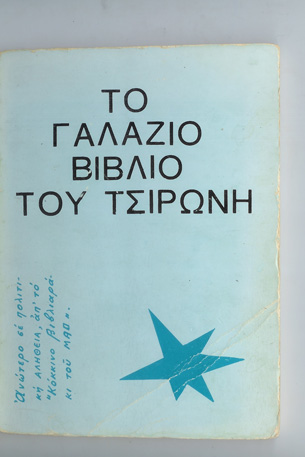 ΤΟ
ΓΑΛΑΖΙΟ
ΒΙΒΛΙΟ
ΤΟΥ ΤΣΙΡΩΝΗ
Ἀνώτερο σέ πολιτι-
κή ΑΛΗΘΕΙΑ, ἀπ' τό
"Κόκκινο βιβλιαρά-
κι τοῦ ΜΑΟ".